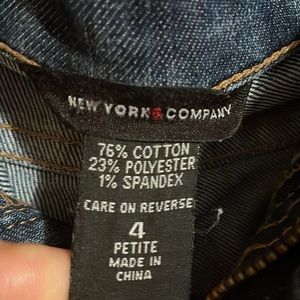 NEW YORK & COMPANY
76% COTTON
23% POLYESTER
1% SPANDEX
CARE ON REVERSE
4
PETITE
MADE IN
CHINA